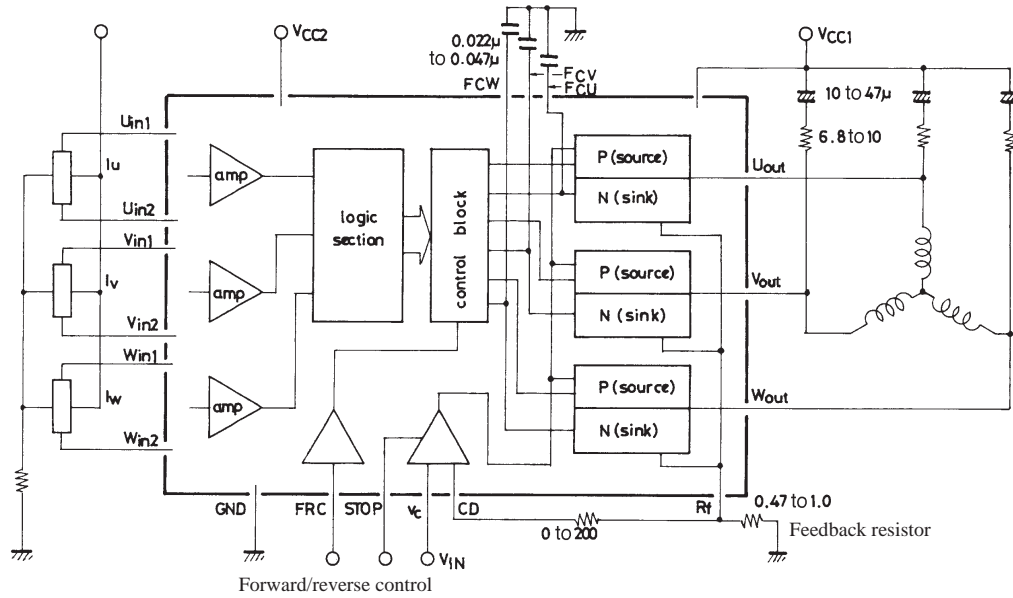 VCC2
0.022μ
to 0.047μ
FCW
FCV
FCU
VCC1
10 to 47μ
6.8 to 10
Uin1
Iu
Uin2
Vin1
Iv
Vin2
Win1
Iw
Win2
amp
amp
amp
logic
section
control block
P (source)
N (sink)
P (source)
N (sink)
P (source)
N (sink)
Uout
Vout
Wout
GND
FRC
STOP
Vc
CD
Rf
0.47 to 1.0
0 to 200
Feedback resistor
VIN
Forward/reverse control